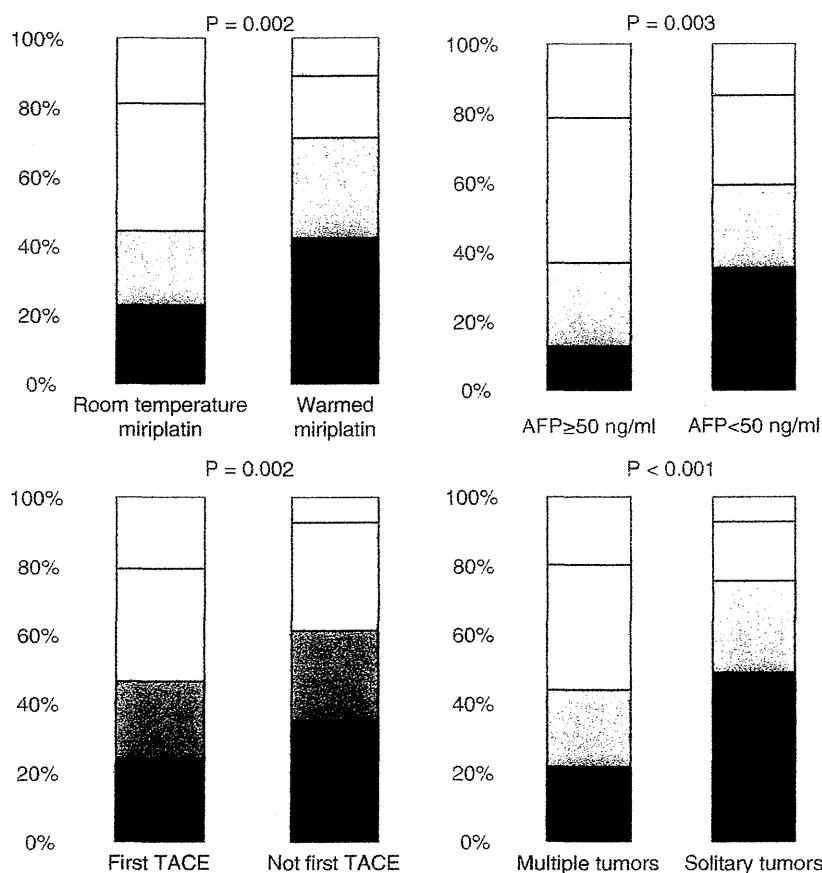 P = 0.002
100%
80%
60%
40%
20%
0%
Room temperature
miriplatin
Warmed
miriplatin
P = 0.003
100%
80%
60%
40%
20%
0%
AFP≥50 ng/ml
AFP<50 ng/ml
P = 0.002
100%
80%
60%
40%
20%
0%
First TACE
Not first TACE
P < 0.001
100%
80%
60%
40%
20%
0%
Multiple tumors
Solitary tumors